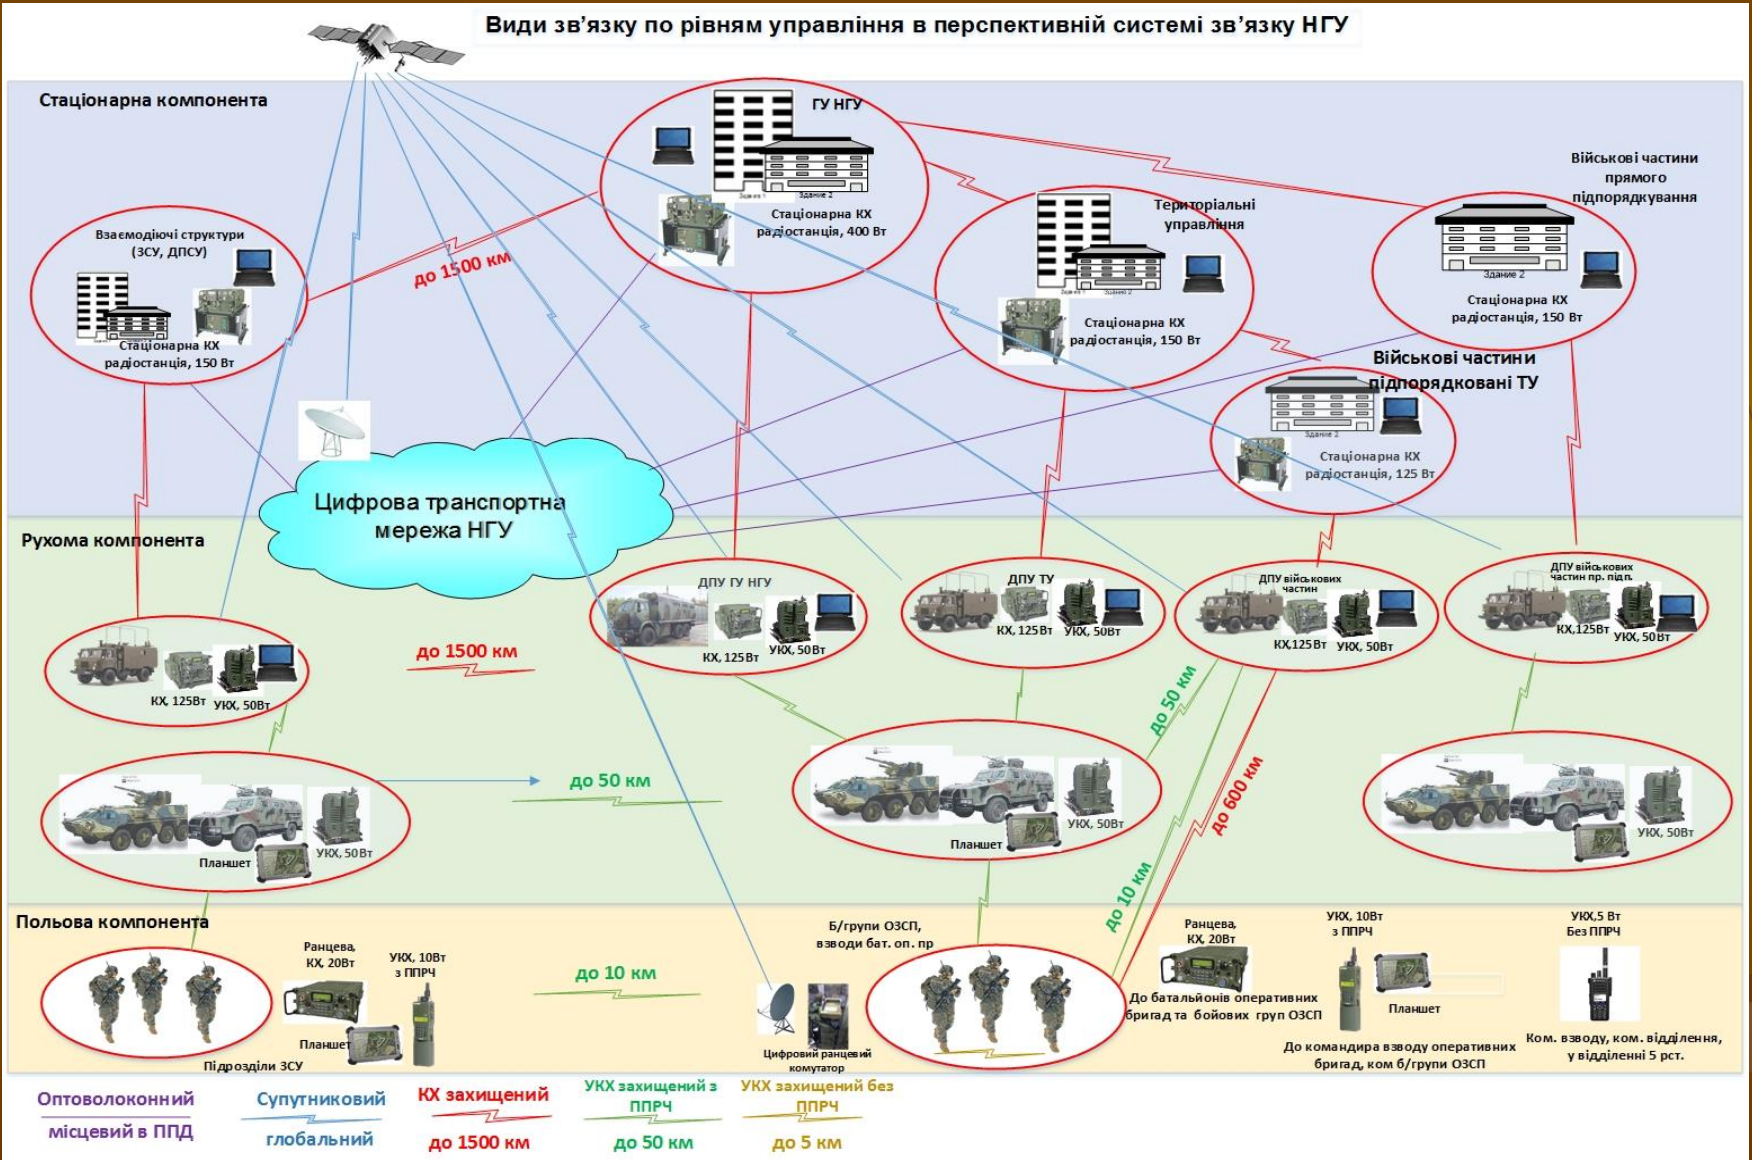 Види зв’язку по рівням управління в перспективній системі зв’язку НГУ
Стаціонарна компонента
ГУ НГУ
Здание 2
Стаціонарна КХ
радіостанція, 400 Вт
Взаємодіючі структури
(ЗСУ, ДПСУ)
Стаціонарна КХ
радіостанція, 150 Вт
до 1500 км
Територіальні
управління
Здание 2
Стаціонарна КХ
радіостанція, 150 Вт
Військові частини
прямого
підпорядкування
Здание 2
Стаціонарна КХ
радіостанція, 150 Вт
Військові частини
підпорядковані ТУ
Здание 2
Стаціонарна КХ
радіостанція, 125 Вт
Цифрова транспортна
мережа НГУ
Рухома компонента
КХ, 125Вт
УКХ, 50Вт
до 1500 км
ДПУ ГУ НГУ
КХ, 125Вт
УКХ, 50Вт
ДПУ ТУ
КХ, 125Вт
УКХ, 50Вт
ДПУ військових
частин
КХ,125Вт
УКХ, 50Вт
ДПУ військових
частин пр. підп.
КХ,125Вт
УКХ, 50Вт
Планшет
УКХ, 50Вт
до 50 км
Планшет
УКХ, 50Вт
до 50 км
до 600 км
до 10 км
УКХ, 50Вт
Польова компонента
Ранцева,
КХ, 20Вт
УКХ, 10Вт
з ППРЧ
Планшет
Підрозділи ЗСУ
до 10 км
Б/групи ОЗСП,
взводи бат. оп. пр
Цифровий ранцевий
комутатор
Ранцева,
КХ, 20Вт
До батальйонів оперативних
бригад та бойових груп ОЗСП
УКХ, 10Вт
з ППРЧ
Планшет
До командира взводу оперативних
бригад, ком б/групи ОЗСП
УКХ,5 Вт
Без ППРЧ
Ком. взводу, ком. відділення,
у відділенні 5 рст.
Оптоволоконний
місцевий в ППД
Супутниковий
глобальний
КХ захищений
до 1500 км
УКХ захищений з
ППРЧ
до 50 км
УКХ захищений без
ППРЧ
до 5 км